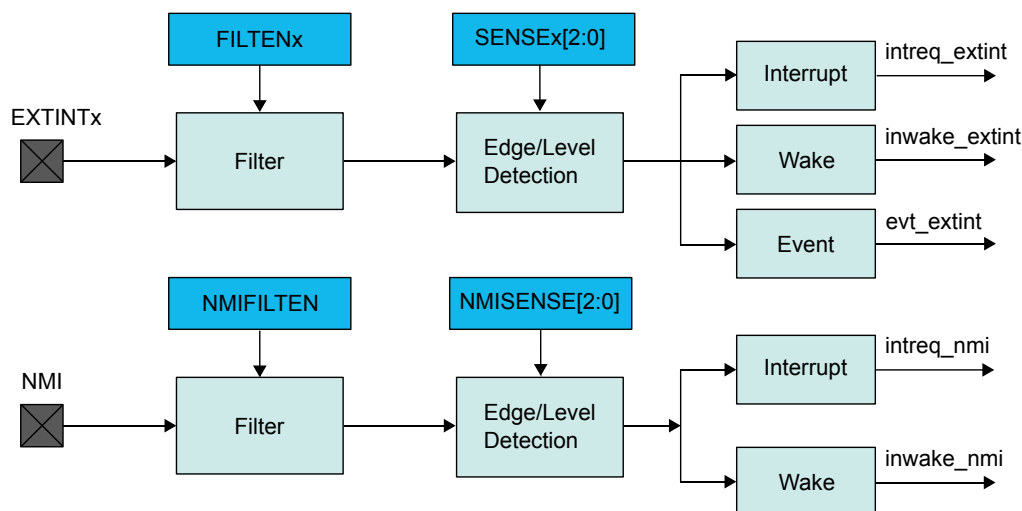 FILTENx
SENSEx[2:0]
intreq_extint
Interrupt
EXTINTx
Filter
Edge/Level
Detection
inwake_extint
Wake
evt_extint
Event
NMIFILTEN
NMISENSE[2:0]
intreq_nmi
Interrupt
NMI
Filter
Edge/Level
Detection
inwake_nmi
Wake